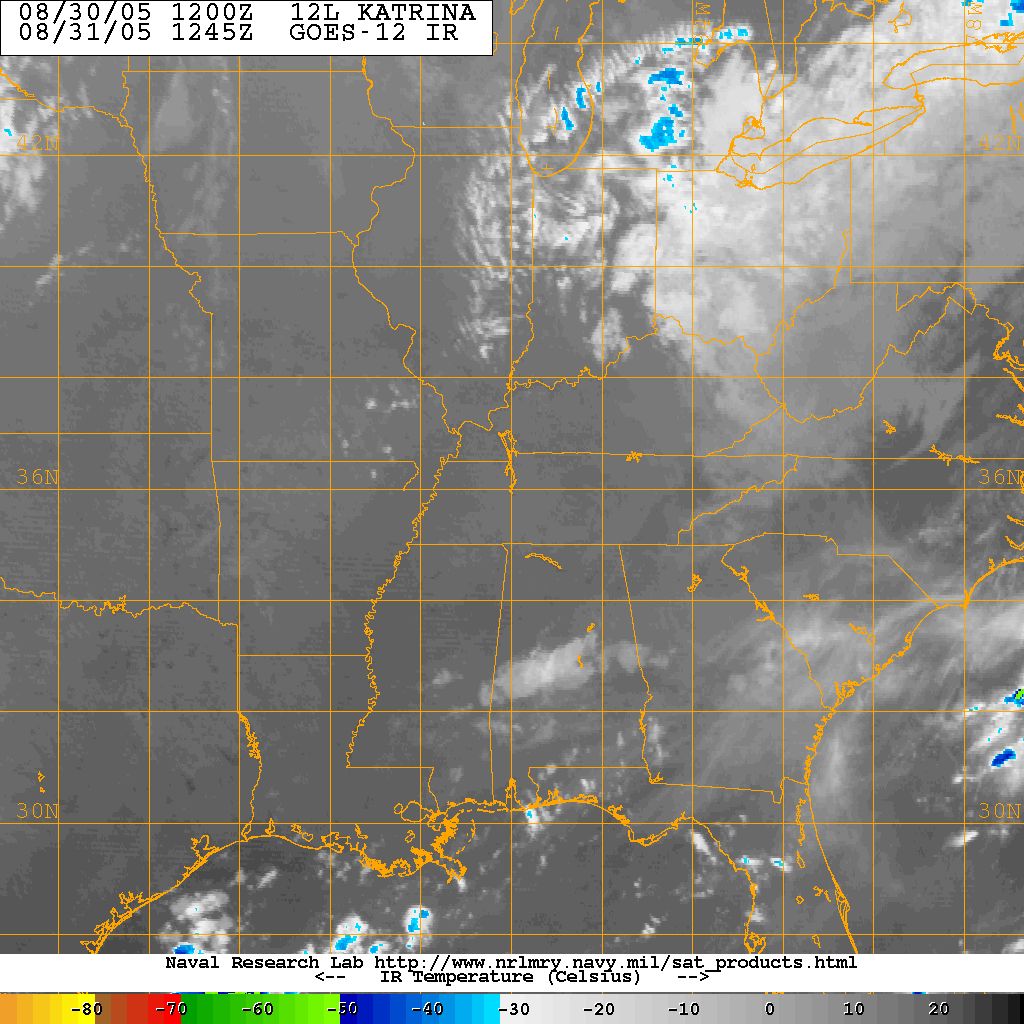 08/30/05 1200Z 12L KATRINA
08/31/05 1245Z GOES-12 IR
42N 42N
36N 36N
30N 30N
Naval Research Lab http://www.nrlmry.navy.mil/sat_products.html
<-- IR Temperature (Celsius) -->
-80 -70 -60 -50 -40 -30 -20 -10 0 10 20